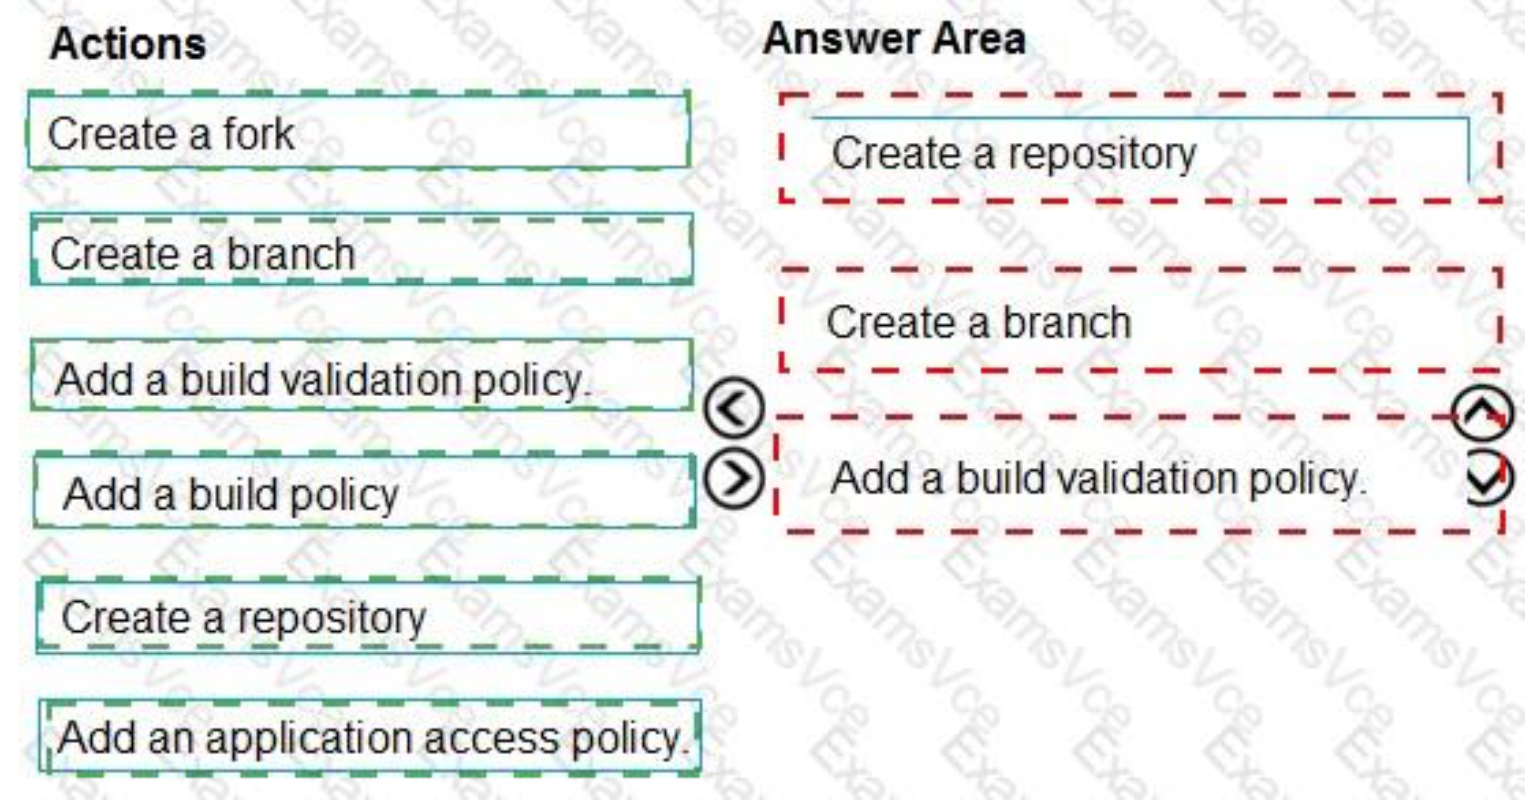 Actions
Create a fork
Create a branch
Add a build validation policy.
Add a build policy
Create a repository
Add an application access policy.
Answer Area
Create a repository
Create a branch
Add a build validation policy.
ExamsVce